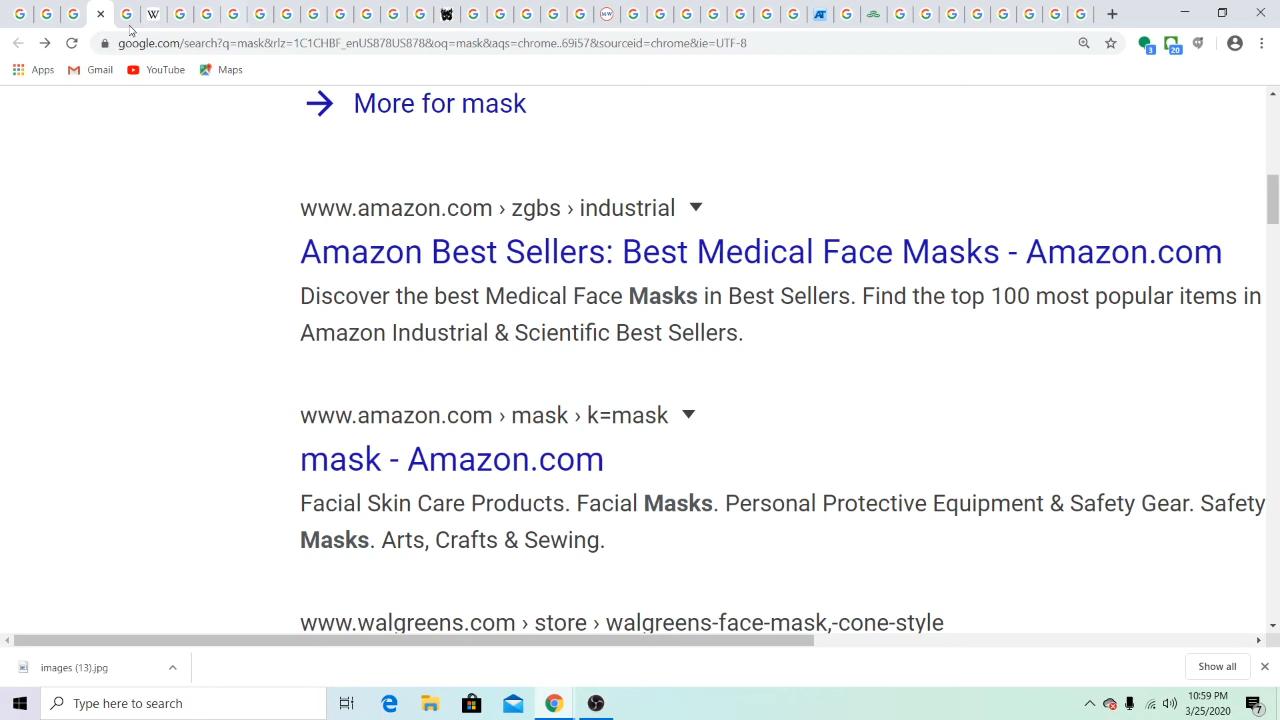 google.com/search?q=mask&rlz=1C1CHBF_enUS878US878&oq=mask&aqs=chrome..69i57&sourceid=chrome&ie=UTF-8
3
20
Apps
Gmail
YouTube
Maps
More for mask
www.amazon.com › zgbs › industrial
Amazon Best Sellers: Best Medical Face Masks - Amazon.com
Discover the best Medical Face Masks in Best Sellers. Find the top 100 most popular items in
Amazon Industrial & Scientific Best Sellers.
www.amazon.com › mask › k=mask
mask - Amazon.com
Facial Skin Care Products. Facial Masks. Personal Protective Equipment & Safety Gear. Safety
Masks. Arts, Crafts & Sewing.
www.walgreens.com › store › walgreens-face-mask,-cone-style
images (13).jpg
Show all
Type here to search
10:59 PM
3/25/2020
7